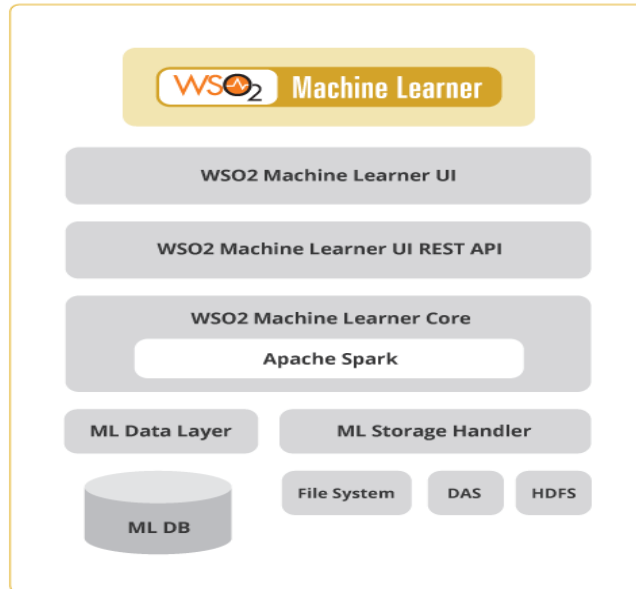 WSO2 Machine Learner
WSO2 Machine Learner UI
WSO2 Machine Learner UI REST API
WSO2 Machine Learner Core
Apache Spark
ML Data Layer ML Storage Handler
File System DAS HDFS
ML DB